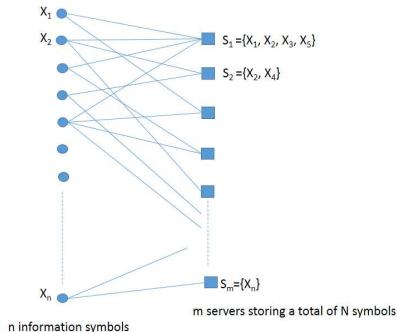 X1
X2
S1={X1, X2, X3, X5}
S2={X2, X4}
Xn
Sm={Xn}
m servers storing a total of N symbols
n information symbols